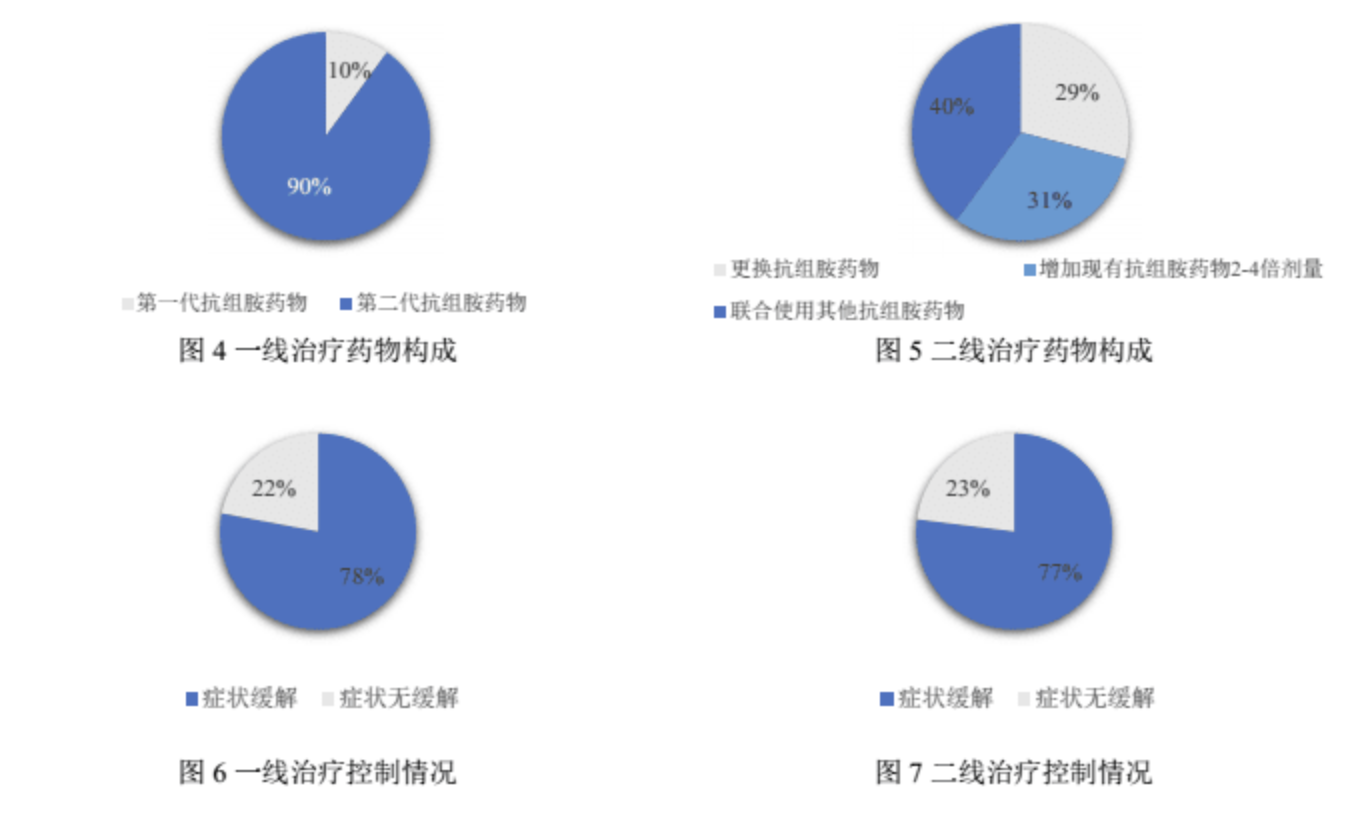 10%
90%
第一代抗组胺药物 第二代抗组胺药物
图 4 一线治疗药物构成
29%
40%
31%
更换抗组胺药物 增加现有抗组胺药物2-4倍剂量
联合使用其他抗组胺药物
图 5 二线治疗药物构成
22%
78%
症状缓解 症状无缓解
图 6 一线治疗控制情况
23%
77%
症状缓解 症状无缓解
图 7 二线治疗控制情况